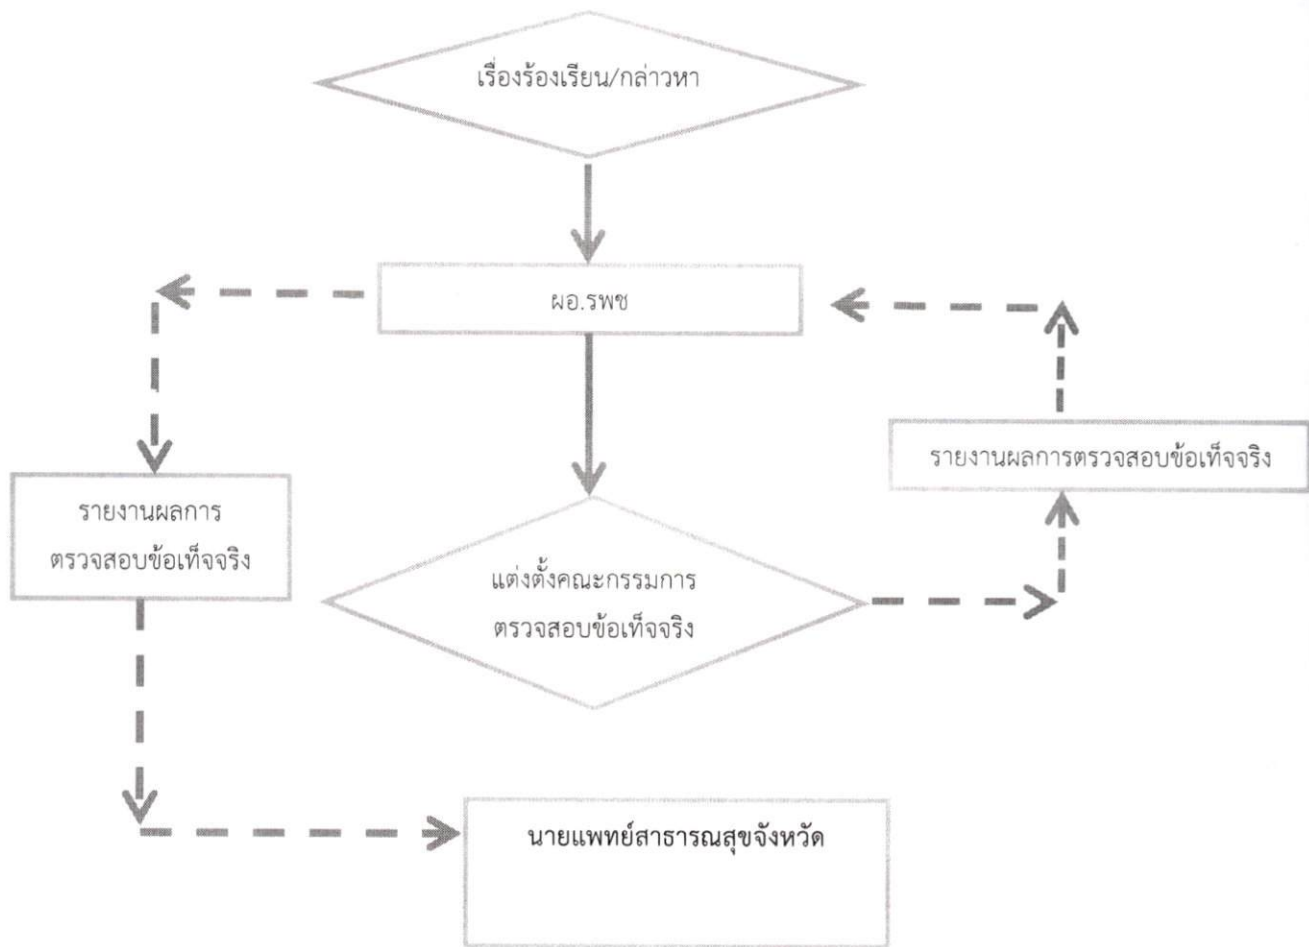 เรื่องร้องเรียน/กล่าวหา
ผอ.รพช
รายงานผลการตรวจสอบข้อเท็จจริง
รายงานผลการ
ตรวจสอบข้อเท็จจริง
แต่งตั้งคณะกรรมการ
ตรวจสอบข้อเท็จจริง
นายแพทย์สาธารณสุขจังหวัด